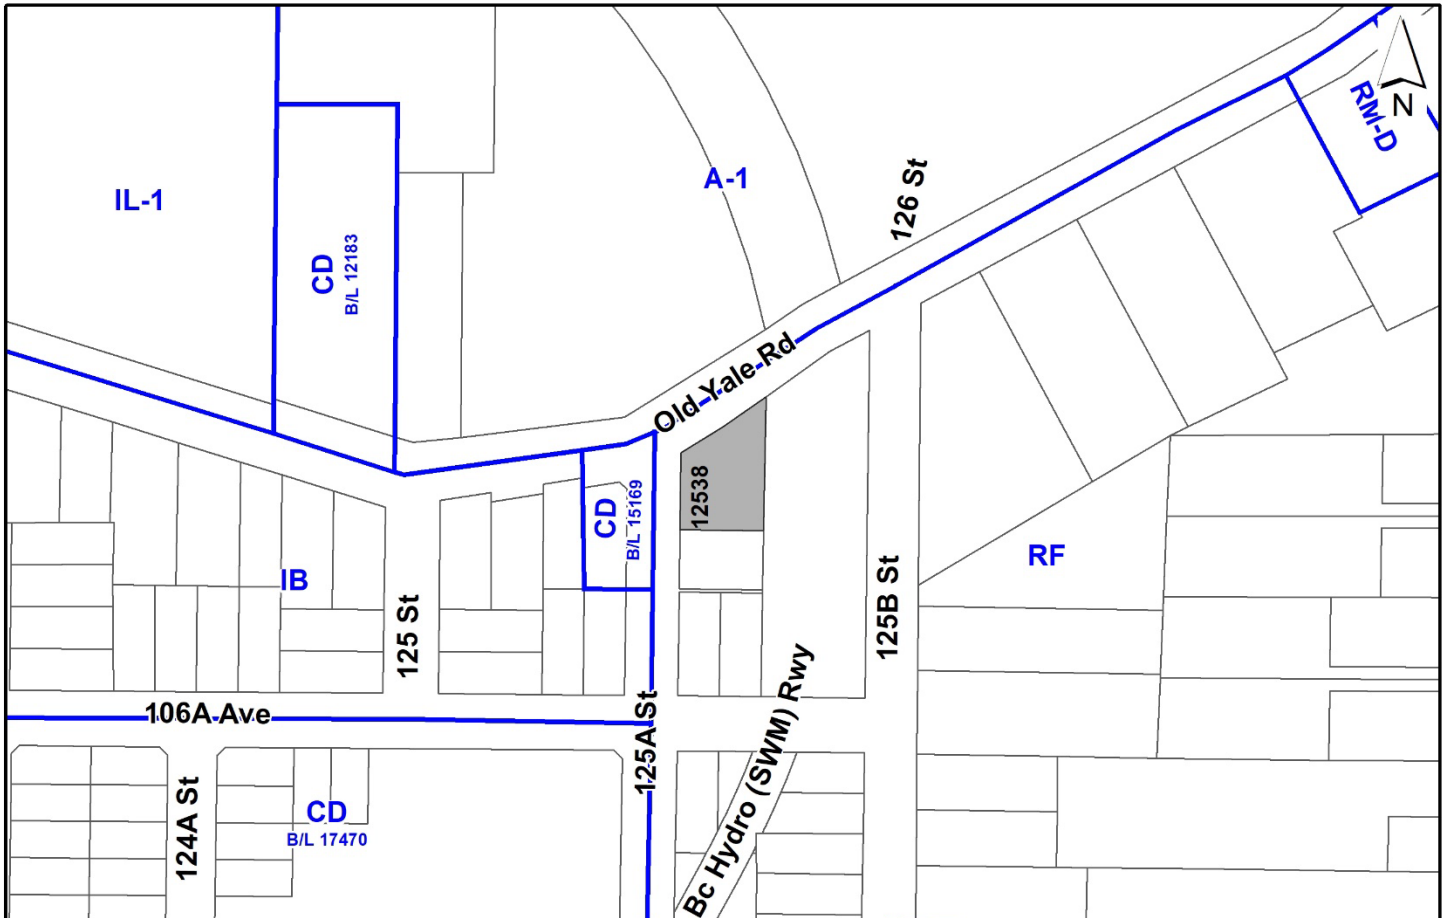 RM-D
N
126 St
A-1
IL-1
CD
B/L 12183
Old Yale Rd
12538
CD
B/L 15169
RF
IB
125B St
125 St
106A Ave
125A St
Bc Hydro (SWM) Rwy
124A St
CD
B/L 17470